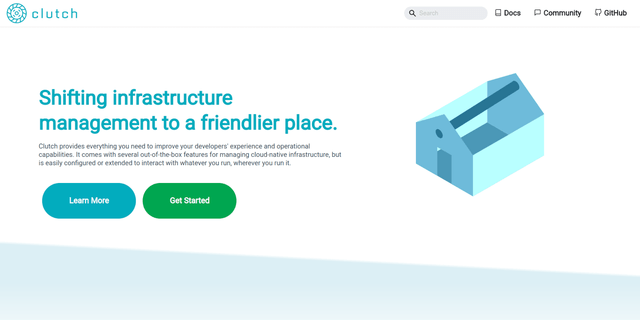 clutch
Search
Docs
Community
GitHub
Shifting infrastructure
management to a friendlier place.
Clutch provides everything you need to improve your developers' experience and operational
capabilities. It comes with several out-of-the-box features for managing cloud-native infrastructure, but
is easily configured or extended to interact with whatever you run, wherever you run it.
Learn More
Get Started